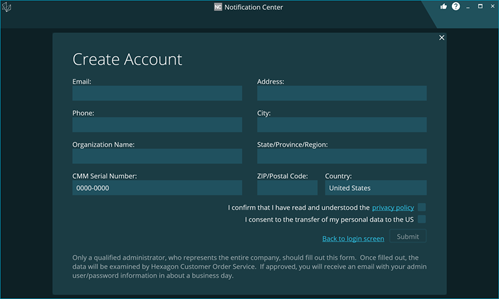 NC Notification Center
Create Account
Email:
Address:
Phone:
City:
Organization Name:
State/Province/Region:
CMM Serial Number:
ZIP/Postal Code:
Country:
0000-0000
United States
I confirm that I have read and understood the privacy policy
I consent to the transfer of my personal data to the US
Back to login screen
Submit
Only a qualified administrator, who represents the entire company, should fill out this form. Once filled out, the
data will be examined by Hexagon Customer Order Service. If approved, you will receive an email with your admin
user/password information in about a business day.